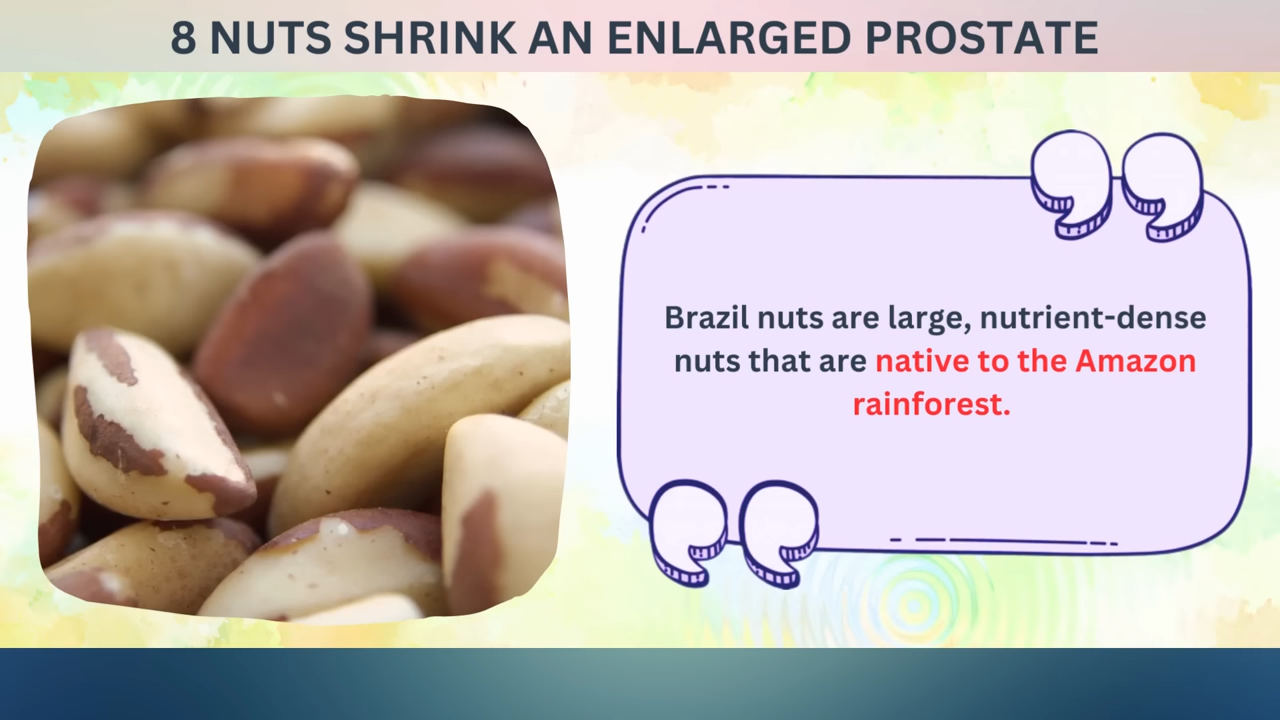 8 NUTS SHRINK AN ENLARGED PROSTATE
Brazil nuts are large, nutrient-dense
nuts that are native to the Amazon
rainforest.